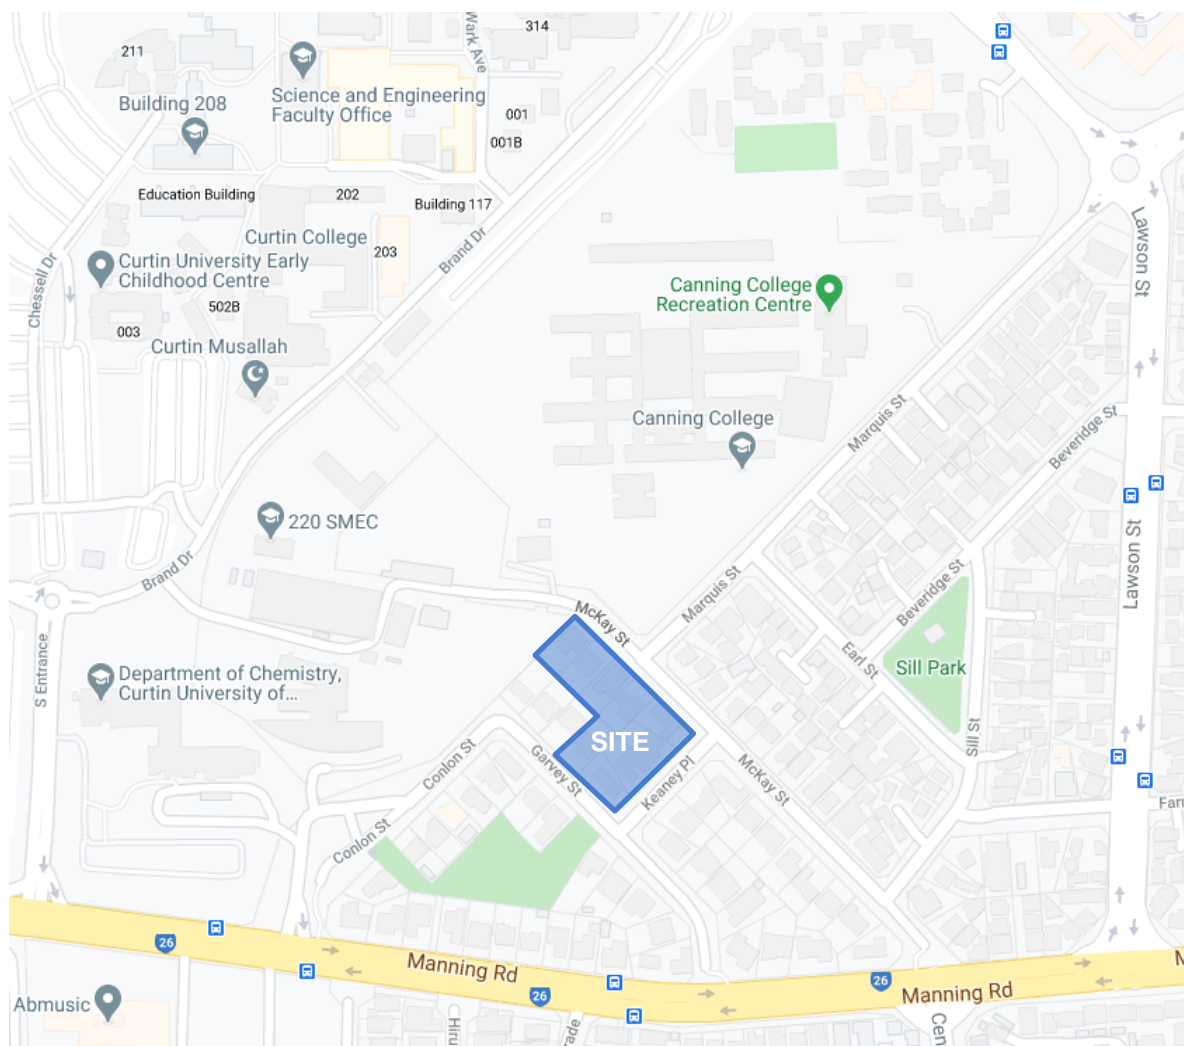 Wark Ave
314
211
Building 208
Science and Engineering
Faculty Office
001
001B
Education Building
202
Building 117
Curtin College
203
Brand Dr
Lawson St
Curtin University Early
Childhood Centre
Chessell Dr
502B
003
Canning College
Recreation Centre
Curtin Musallah
Canning College
Marquis St
Beveridge St
220 SMEC
Lawson St
Brand Dr
McKay St
Marquis St
Beveridge St
Earl St
Sill Park
S Entrance
Department of Chemistry,
Curtin University of...
SITE
Sill St
Conlon St
Garvey St
Keaney Pl
McKay St
Conlon St
26
Manning Rd
26
26
Manning Rd
Abmusic